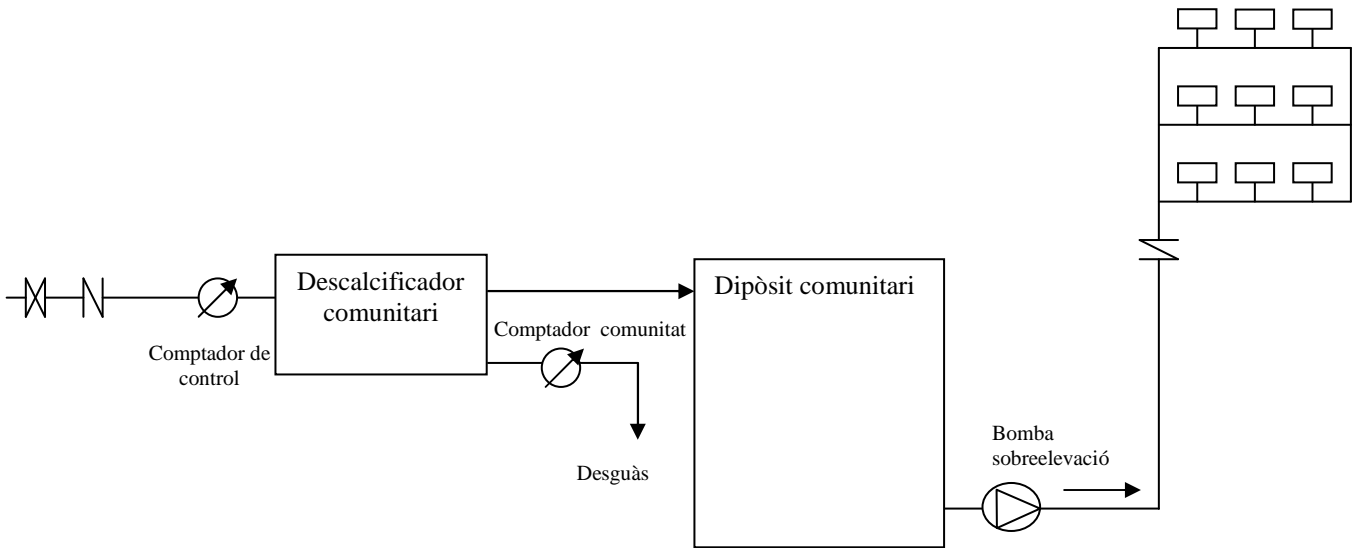 Descalcificador
comunitari
Dipòsit comunitari
Comptador de
control
Comptador comunitat
Desguàs
Bomba
sobreelevació